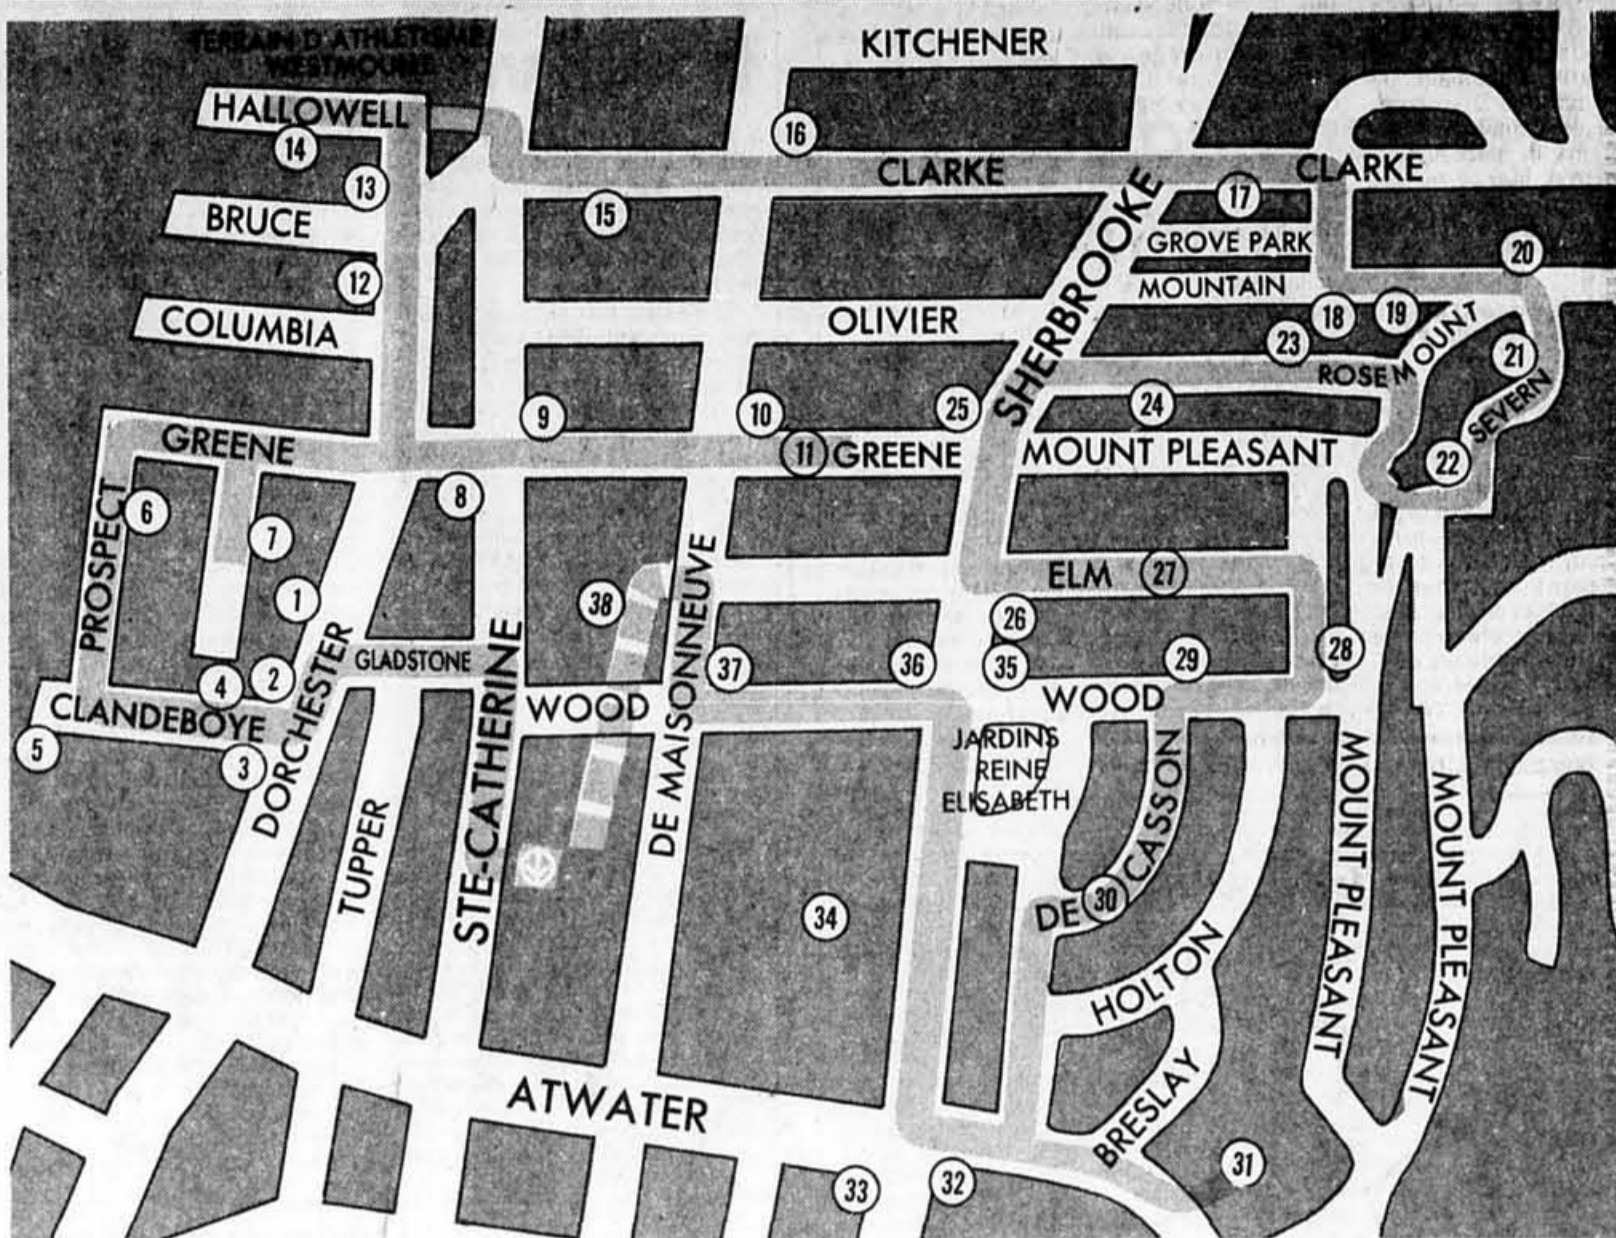 TERRAIN D'ATHLETISME
WESTMOUNT
KITCHENER
HALLOWELL
14
16
13
CLARKE
CLARKE
BRUCE
15
17
GROVE PARK
20
12
MOUNTAIN
COLUMBIA
OLIVIER
SHERBROOKE
18
19
23
ROSEMOUNT
21
9
10
25
24
SEVERN
GREENE
11
GREENE
MOUNT PLEASANT
22
6
8
PROSPECT
7
1
38
ELM
27
26
DORCHESTER
GLADSTONE
STE-CATHERINE
DE MAISONNEUVE
4
2
37
36
35
29
28
CLANDEBOYE
WOOD
WOOD
5
3
JARDINS
REINE
ELISABETH
TUPPER
DE CASSON
30
MOUNT PLEASANT
MOUNT PLEASANT
34
HOLTON
ATWATER
BRESLAY
31
33
32